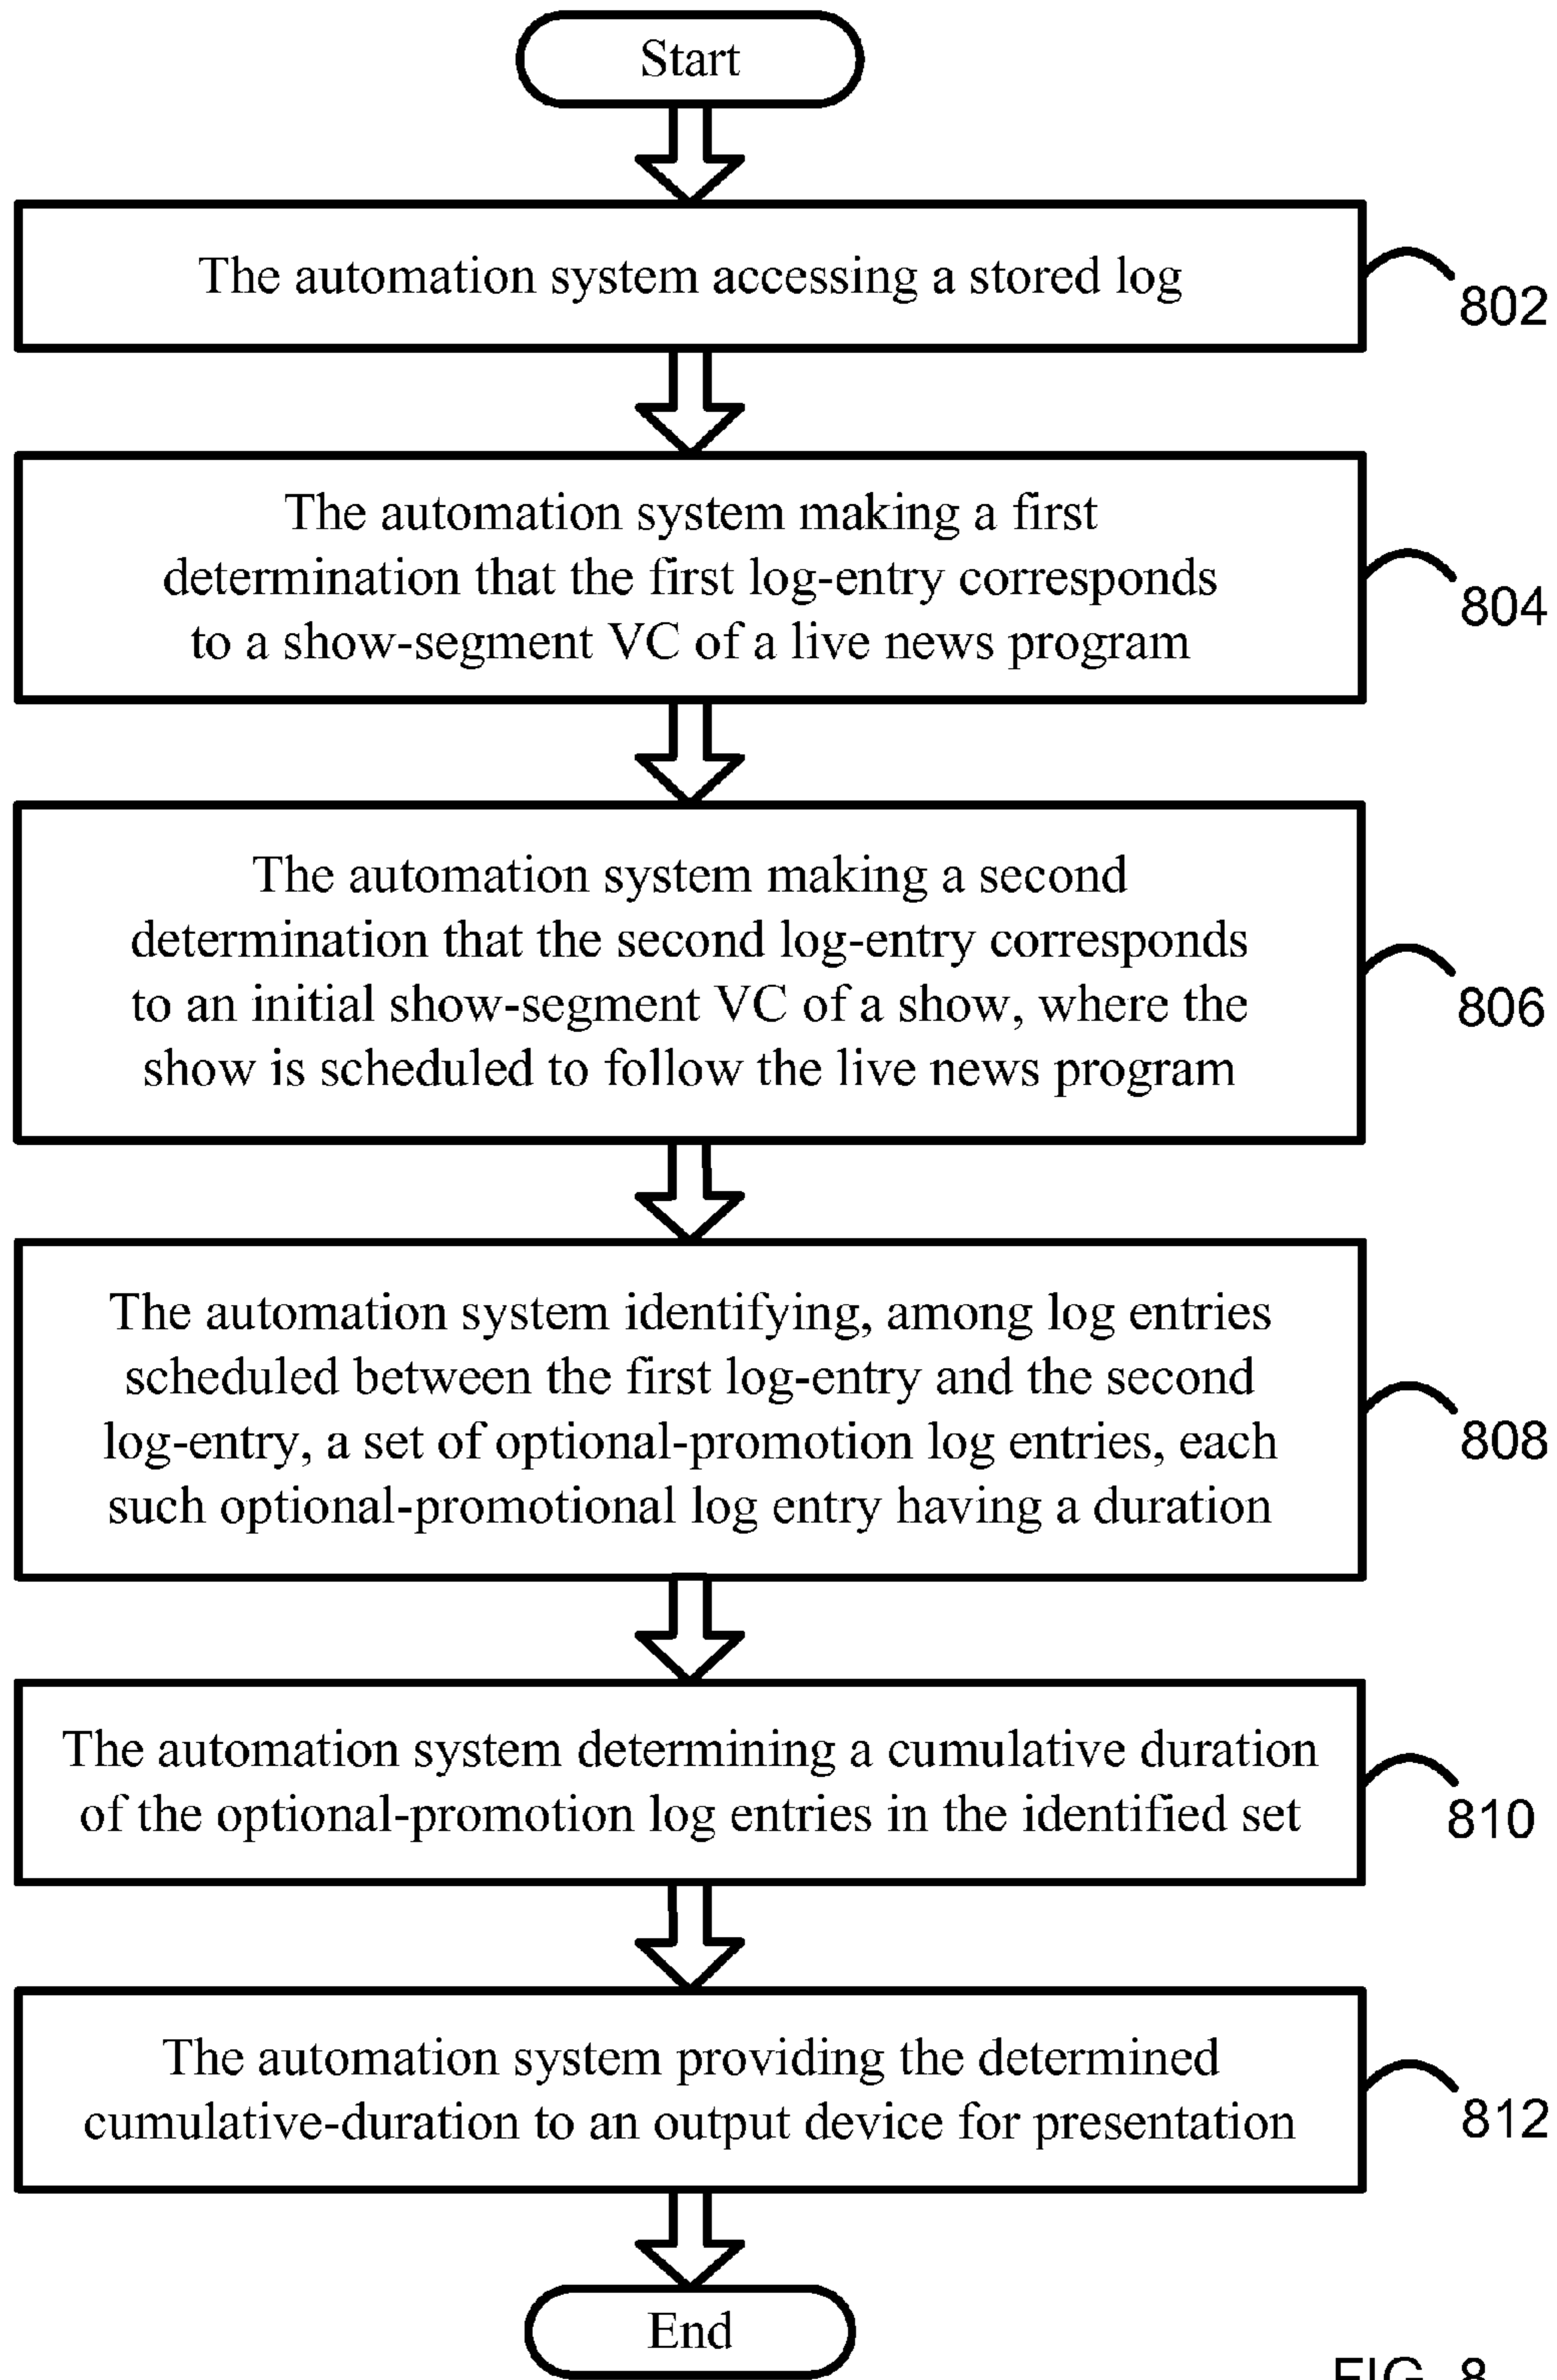 Start
The automation system accessing a stored log
802
The automation system making a first
determination that the first log-entry corresponds
to a show-segment VC of a live news program
804
The automation system making a second
determination that the second log-entry corresponds
to an initial show-segment VC of a show, where the
show is scheduled to follow the live news program
806
The automation system identifying, among log entries
scheduled between the first log-entry and the second
log-entry, a set of optional-promotion log entries, each
such optional-promotional log entry having a duration
808
The automation system determining a cumulative duration
of the optional-promotion log entries in the identified set
810
The automation system providing the determined
cumulative-duration to an output device for presentation
812
End
FIG. 8